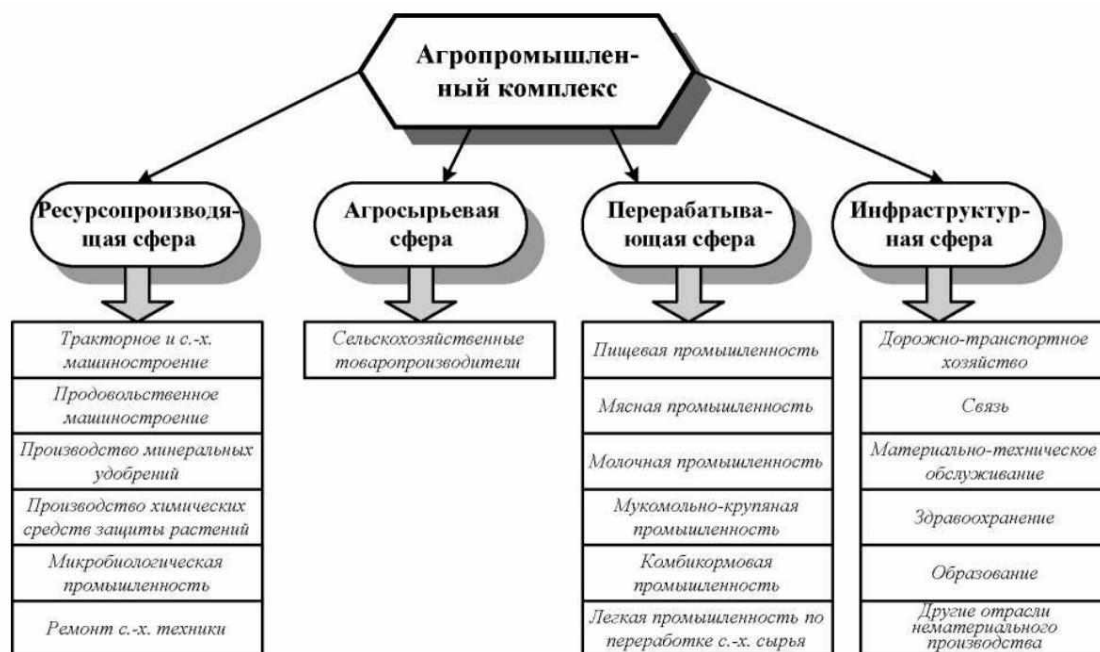 Агропромышлен-
ный комплекс
Ресурсопроизводя-
щая сфера
Агросырьевая
сфера
Перерабатыва-
ющая сфера
Инфраструктур-
ная сфера
Тракторное и с.-х.
машиностроение
Продовольственное
машиностроение
Производство минеральных
удобрений
Производство химических
средств защиты растений
Микробиологическая
промышленность
Ремонт с.-х. техники
Сельскохозяйственные
товаропроизводители
Пищевая промышленность
Мясная промышленность
Молочная промышленность
Мукомольно-крупяная
промышленность
Комбикормовая
промышленность
Легкая промышленность по
переработке с.-х. сырья
Дорожно-транспортное
хозяйство
Связь
Материально-техническое
обслуживание
Здравоохранение
Образование
Другие отрасли
нематериального
производства